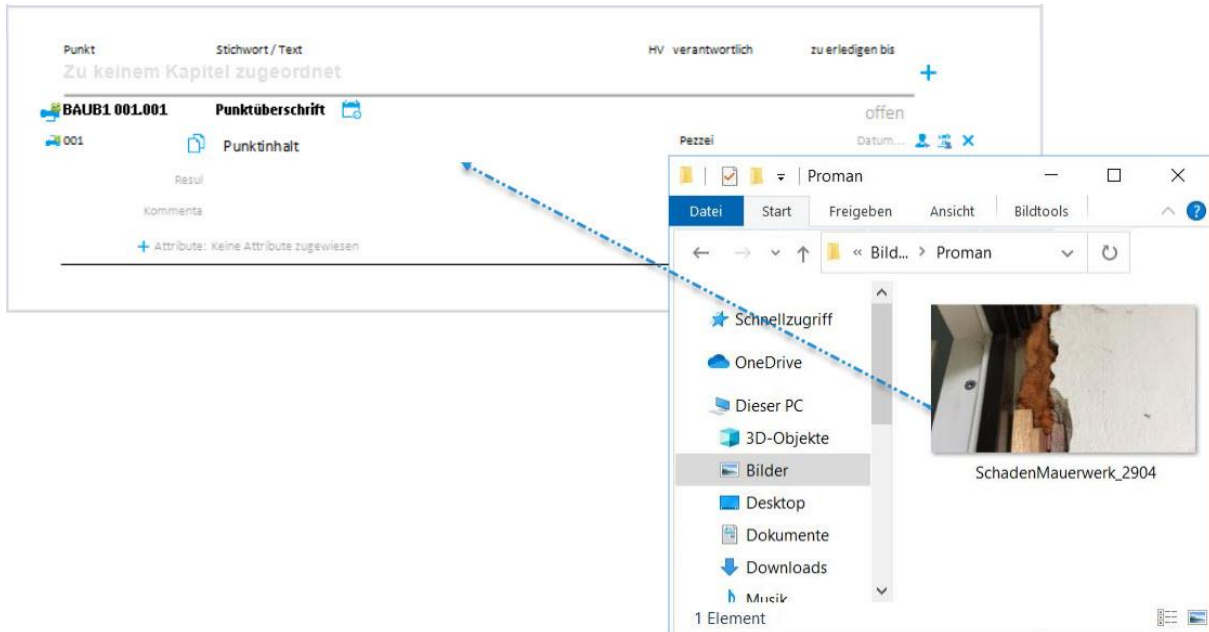 Punkt Stichwort / Text HV verantwortlich zu erledigen bis
Zu keinem Kapitel zugeordnet
BAUB1 001.001 Punktüberschrift offen
001 Punktinhalt Pezzei Datum...
Resul
Kommenta
Attribute: Keine Attribute zugewiesen
Proman
Datei Start Freigeben Ansicht Bildtools
« Bild... > Proman
Schnellzugriff
OneDrive
Dieser PC
3D-Objekte
Bilder
SchadenMauerwerk_2904
Desktop
Dokumente
Downloads
Musik
1 Element